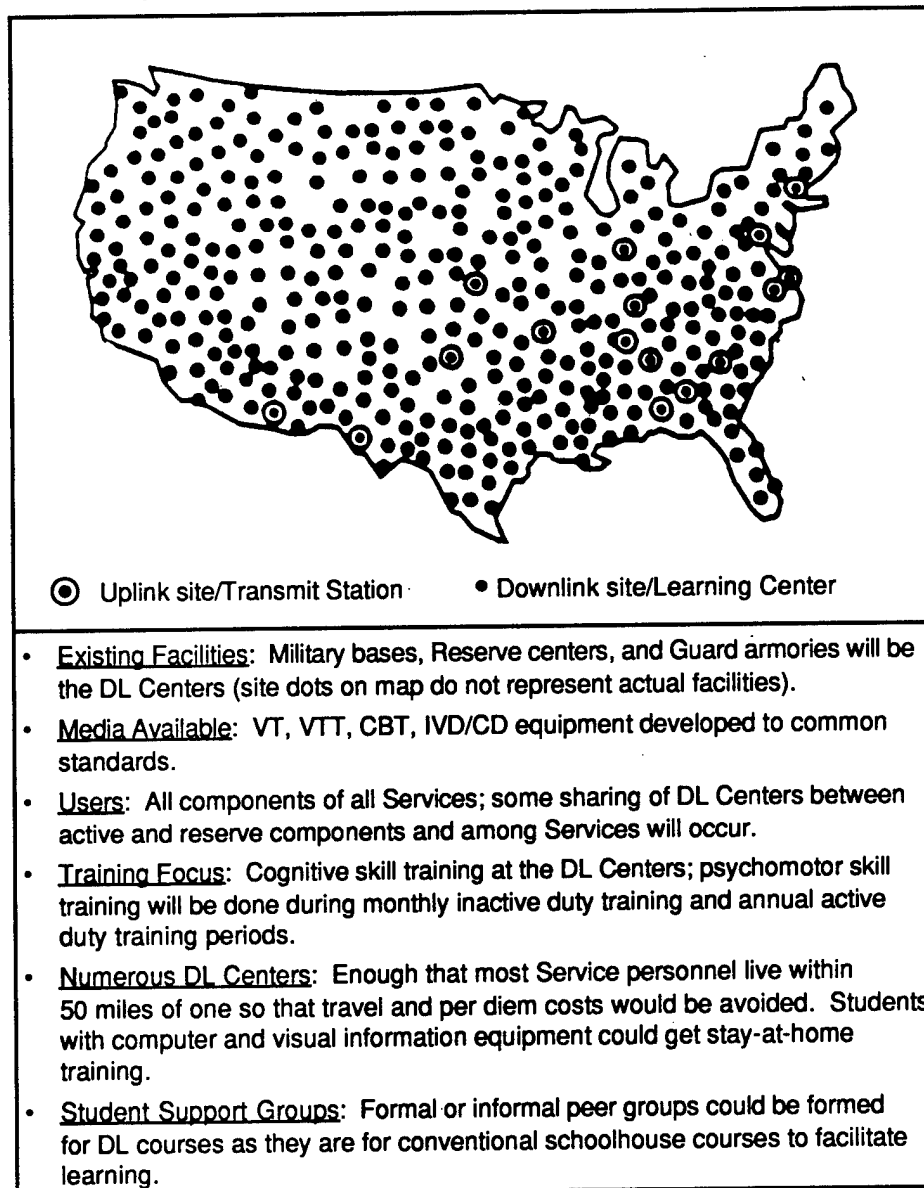 Uplink site/Transmit Station • Downlink site/Learning Center
• Existing Facilities: Military bases, Reserve centers, and Guard armories will be
the DL Centers (site dots on map do not represent actual facilities).
• Media Available: VT, VTT, CBT, IVD/CD equipment developed to common
standards.
• Users: All components of all Services; some sharing of DL Centers between
active and reserve components and among Services will occur.
• Training Focus: Cognitive skill training at the DL Centers; psychomotor skill
training will be done during monthly inactive duty training and annual active
duty training periods.
• Numerous DL Centers: Enough that most Service personnel live within
50 miles of one so that travel and per diem costs would be avoided. Students
with computer and visual information equipment could get stay-at-home
training.
• Student Support Groups: Formal or informal peer groups could be formed
for DL courses as they are for conventional schoolhouse courses to facilitate
learning.